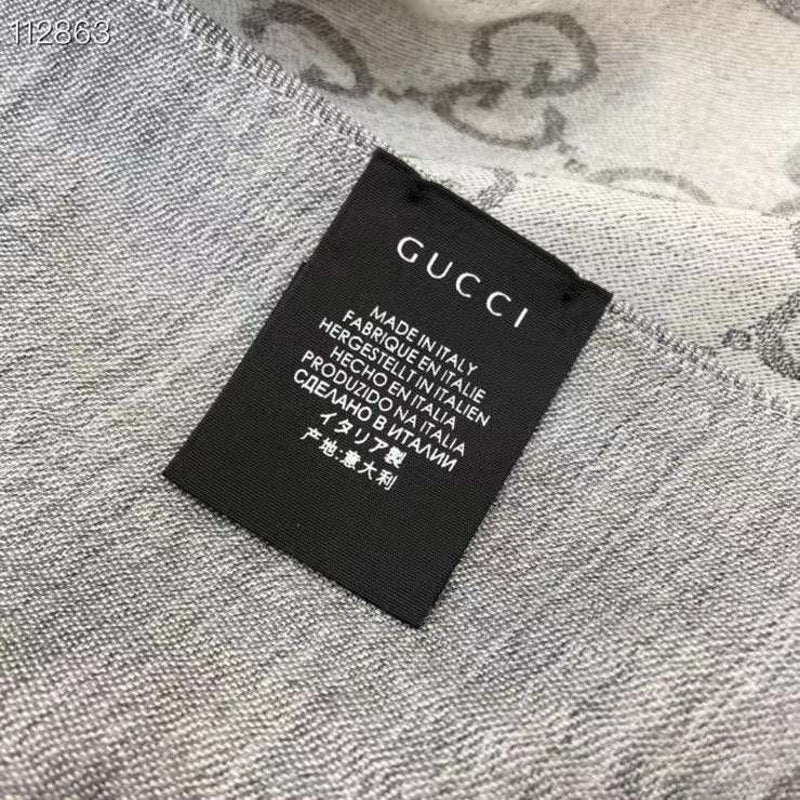 112863
GUCCI
MADE IN ITALY
FABRIQUE EN ITALIE
HERGESTELLT IN ITALIEN
HECHO EN ITALIA
PRODUZIDO NA ITALIA
СДЕЛАНО В ИТАЛИИ
イタリア製
产地:意大利